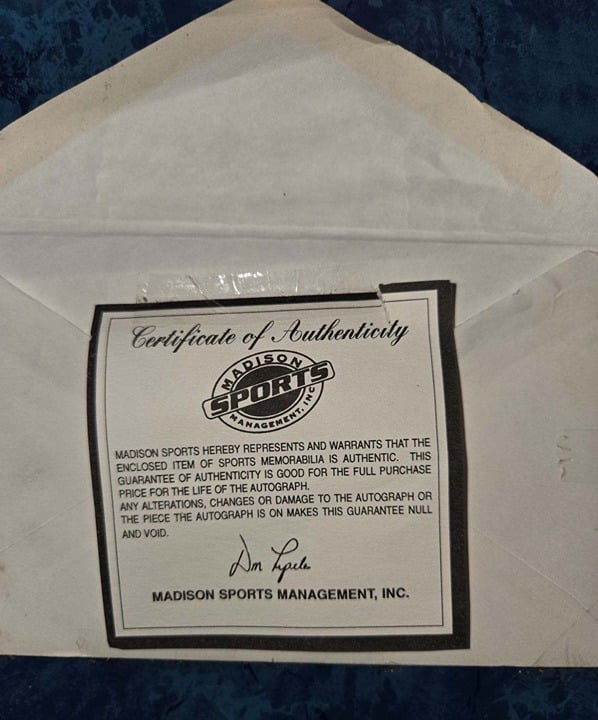 Certificate of Authenticity
MADISON
SPORTS
MANAGEMENT, INC
MADISON SPORTS HEREBY REPRESENTS AND WARRANTS THAT THE
ENCLOSED ITEM OF SPORTS MEMORABILIA IS AUTHENTIC. THIS
GUARANTEE OF AUTHENTICITY IS GOOD FOR THE FULL PURCHASE
PRICE FOR THE LIFE OF THE AUTOGRAPH.
ANY ALTERATIONS, CHANGES OR DAMAGE TO THE AUTOGRAPH OR
THE PIECE THE AUTOGRAPH IS ON MAKES THIS GUARANTEE NULL
AND VOID.
MADISON SPORTS MANAGEMENT, INC.